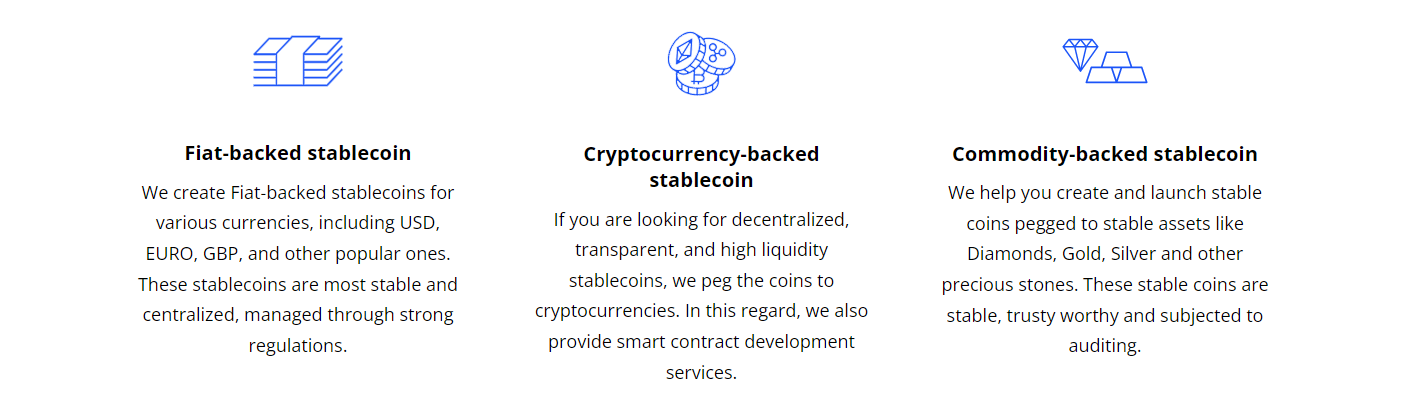 Fiat-backed stablecoin
We create Fiat-backed stablecoins for
various currencies, including USD,
EURO, GBP, and other popular ones.
These stablecoins are most stable and
centralized, managed through strong
regulations.
Cryptocurrency-backed
stablecoin
If you are looking for decentralized,
transparent, and high liquidity
stablecoins, we peg the coins to
cryptocurrencies. In this regard, we also
provide smart contract development
services.
Commodity-backed stablecoin
We help you create and launch stable
coins pegged to stable assets like
Diamonds, Gold, Silver and other
precious stones. These stable coins are
stable, trusty worthy and subjected to
auditing.